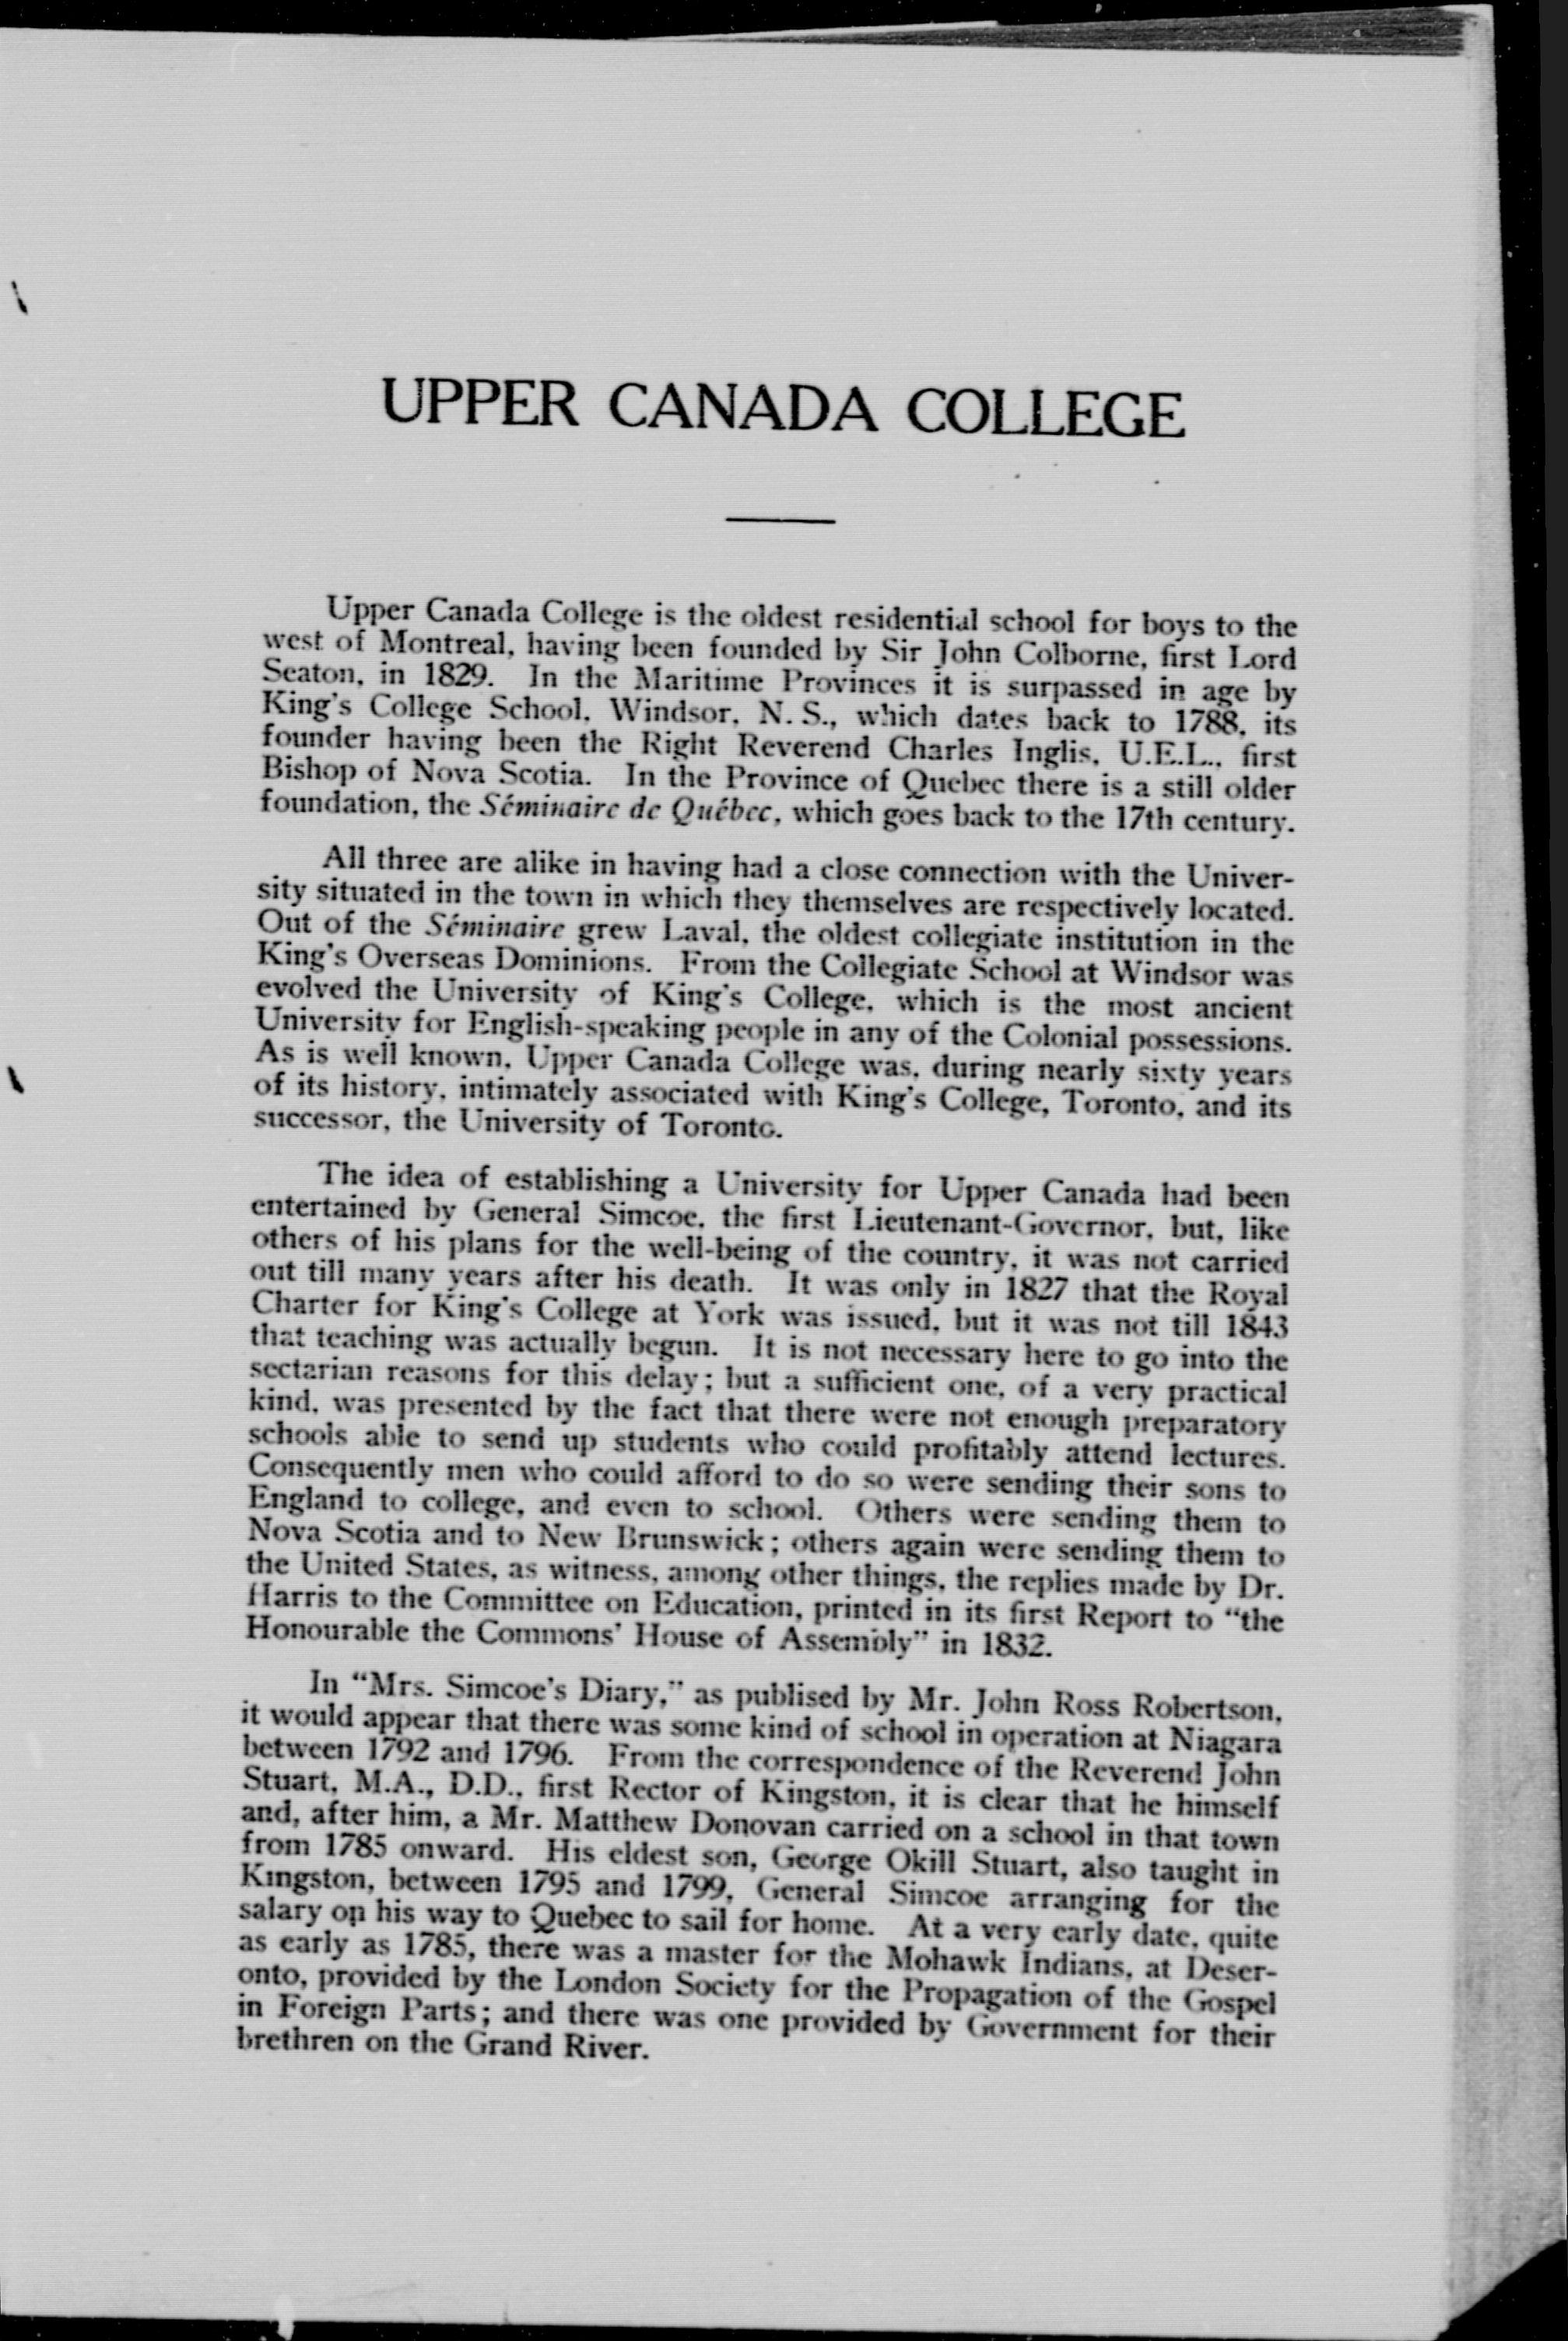 UPPER CANADA COLLEGE
Upper Canada College is the oldest residential school for boys to the
west of Montreal, having been founded by Sir John Colborne, first Lord
Seaton, in 1829. In the Maritime Provinces it is surpassed in age by
King's College School, Windsor, N. S., which dates back to 1788, its
founder having been the Right Reverend Charles Inglis, U.E.L., first
Bishop of Nova Scotia. In the Province of Quebec there is a still older
foundation, the Séminaire de Québec, which goes back to the 17th century.
All three are alike in having had a close connection with the Univer-
sity situated in the town in which they themselves are respectively located.
Out of the Séminaire grew Laval, the oldest collegiate institution in the
King's Overseas Dominions. From the Collegiate School at Windsor was
evolved the University of King's College, which is the most ancient
University for English-speaking people in any of the Colonial possessions.
As is well known, Upper Canada College was, during nearly sixty years
of its history, intimately associated with King's College, Toronto, and its
successor, the University of Toronto.
The idea of establishing a University for Upper Canada had been
entertained by General Simcoe, the first Lieutenant-Governor, but, like
others of his plans for the well-being of the country, it was not carried
out till many years after his death. It was only in 1827 that the Royal
Charter for King's College at York was issued, but it was not till 1843
that teaching was actually begun. It is not necessary here to go into the
sectarian reasons for this delay; but a sufficient one, of a very practical
kind, was presented by the fact that there were not enough preparatory
schools able to send up students who could profitably attend lectures.
Consequently men who could afford to do so were sending their sons to
England to college, and even to school. Others were sending them to
Nova Scotia and to New Brunswick; others again were sending them to
the United States, as witness, among other things, the replies made by Dr.
Harris to the Committee on Education, printed in its first Report to "the
Honourable the Commons' House of Assembly" in 1832.
In "Mrs. Simcoe's Diary," as publised by Mr. John Ross Robertson,
it would appear that there was some kind of school in operation at Niagara
between 1792 and 1796. From the correspondence of the Reverend John
Stuart, M.A., D.D., first Rector of Kingston, it is clear that he himself
and, after him, a Mr. Matthew Donovan carried on a school in that town
from 1785 onward. His eldest son, George Okill Stuart, also taught in
Kingston, between 1795 and 1799, General Simcoe arranging for the
salary on his way to Quebec to sail for home. At a very early date, quite
as early as 1785, there was a master for the Mohawk Indians, at Deser-
onto, provided by the London Society for the Propagation of the Gospel
in Foreign Parts; and there was one provided by Government for their
brethren on the Grand River.